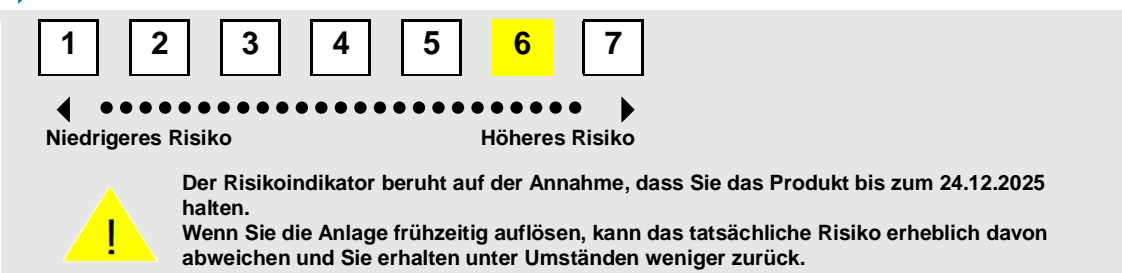 1 2 3 4 5 6 7
Niedrigeres Risiko Höheres Risiko
Der Risikoindikator beruht auf der Annahme, dass Sie das Produkt bis zum 24.12.2025
halten.
Wenn Sie die Anlage frühzeitig auflösen, kann das tatsächliche Risiko erheblich davon
abweichen und Sie erhalten unter Umständen weniger zurück.
!